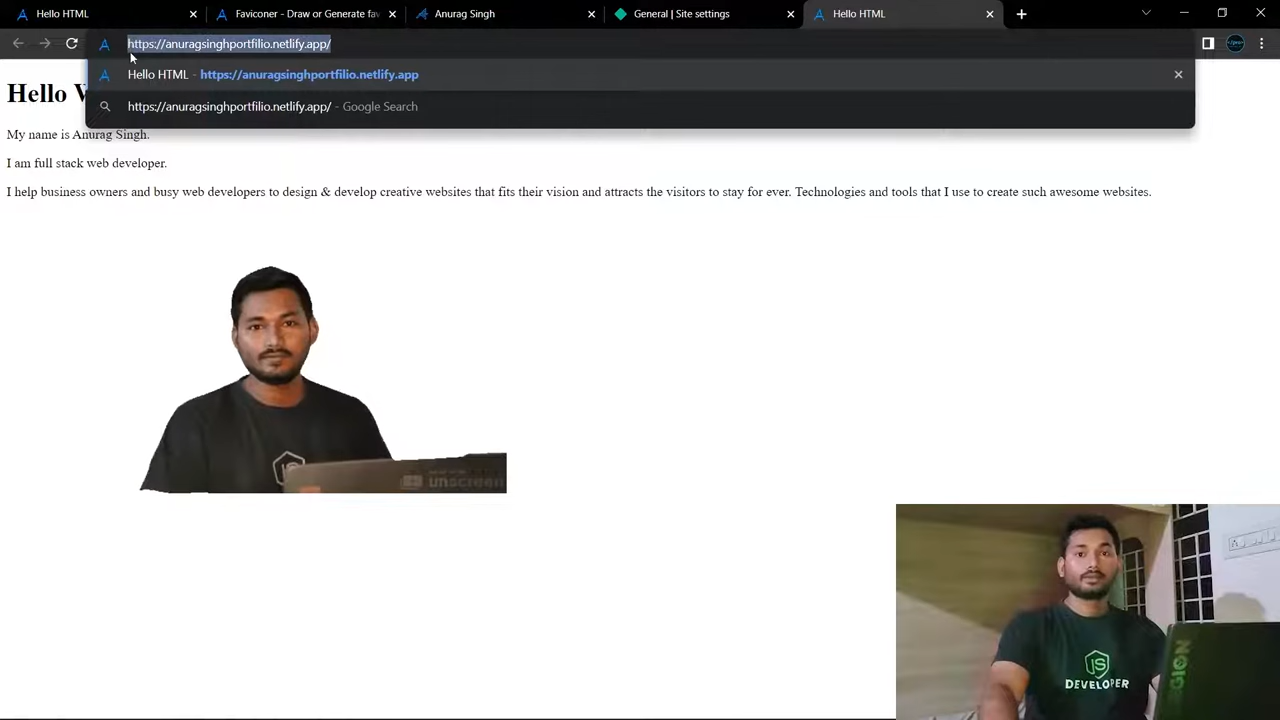 Hello HTML
Faviconer - Draw or Generate fav
Anurag Singh
General | Site settings
Hello HTML
https://anuragsinghportfilio.netlify.app/
Hello HTML - https://anuragsinghportfilio.netlify.app
https://anuragsinghportfilio.netlify.app/ - Google Search
Hello W
My name is Anurag Singh.
I am full stack web developer.
I help business owners and busy web developers to design & develop creative websites that fits their vision and attracts the visitors to stay for ever. Technologies and tools that I use to create such awesome websites.
JS
unscreen
JS
DEVELOPER
GION